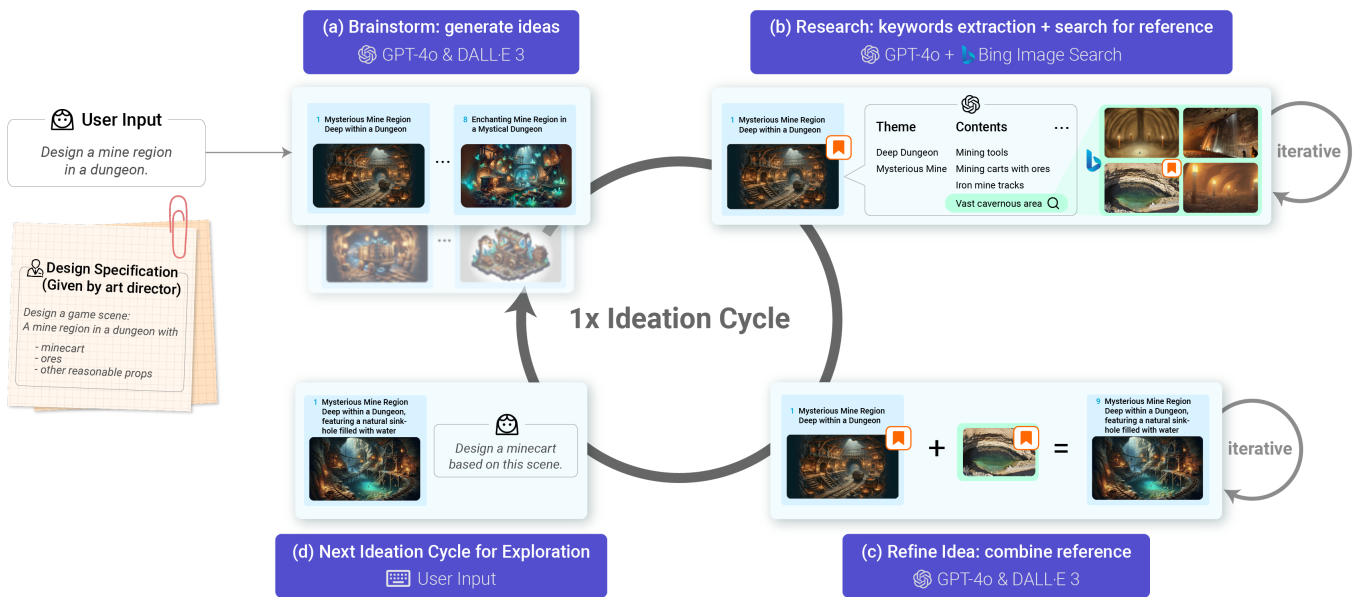 (a) Brainstorm: generate ideas
GPT-4o & DALL·E 3
(b) Research: keywords extraction + search for reference
GPT-4o + Bing Image Search
User Input
Design a mine region
in a dungeon.
1 Mysterious Mine Region
Deep within a Dungeon
...
8 Enchanting Mine Region in
a Mystical Dungeon
...
1 Mysterious Mine Region
Deep within a Dungeon
Theme
Contents
...
Deep Dungeon
Mysterious Mine
Mining tools
Mining carts with ores
Iron mine tracks
Vast cavernous area
iterative
Design Specification
(Given by art director)
Design a game scene:
A mine region in a dungeon with
- minecart
- ores
- other reasonable props
1x Ideation Cycle
1 Mysterious Mine Region
Deep within a Dungeon,
featuring a natural sink-
hole filled with water
Design a minecart
based on this scene.
1 Mysterious Mine Region
Deep within a Dungeon
+
=
9 Mysterious Mine Region
Deep within a Dungeon,
featuring a natural sink-
hole filled with water
iterative
(d) Next Ideation Cycle for Exploration
User Input
(c) Refine Idea: combine reference
GPT-4o & DALL·E 3